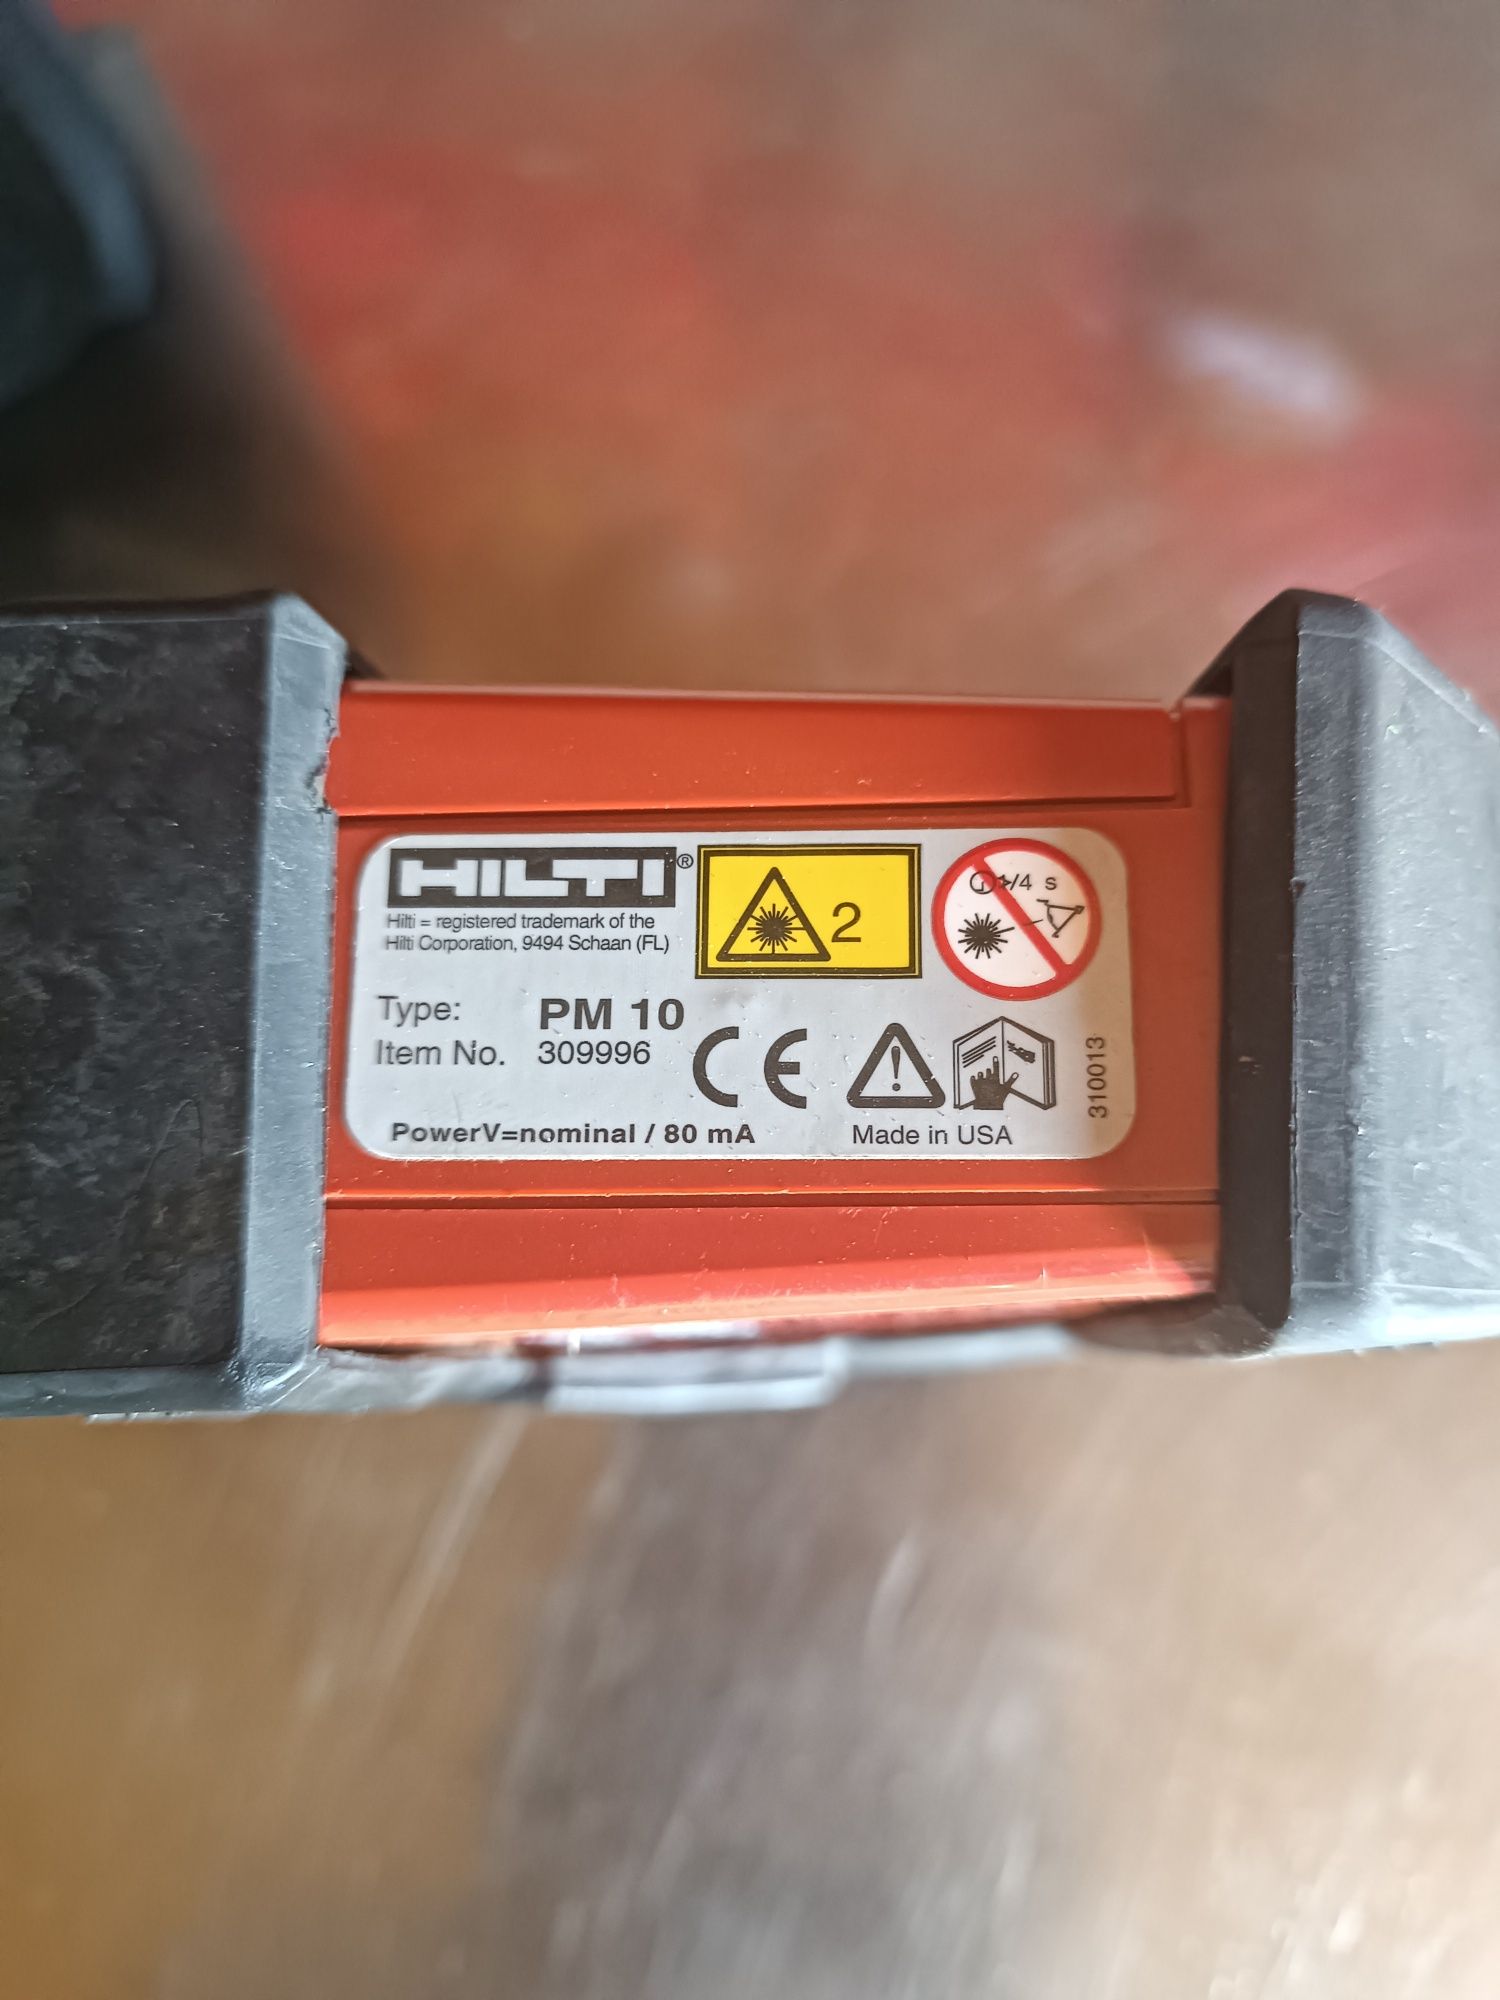 HILTI®
Hilti = registered trademark of the
Hilti Corporation, 9494 Schaan (FL)
2
1/4 s
Type: PM 10
Item No. 309996
CE
310013
PowerV=nominal / 80 mA
Made in USA